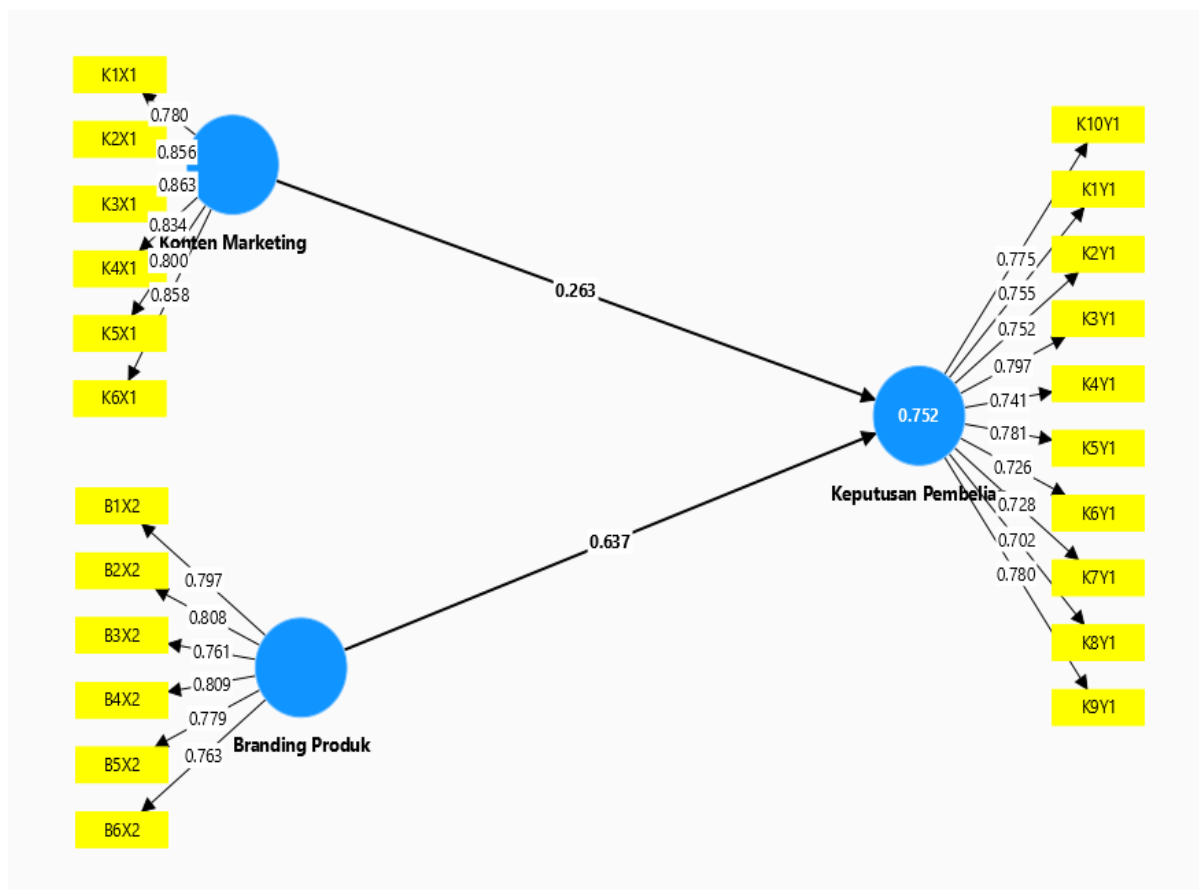 K1X1
0.780
K2X1
0.856
0.863
K3X1
0.834
Konten Marketing
K4X1
0.800
0.858
K5X1
K6X1
0.263
B1X2
0.797
B2X2
0.808
B3X2
0.761
B4X2
0.809
0.779
B5X2
0.763
B6X2
Branding Produk
0.637
0.752
Keputusan Pembelia
K10Y1
K1Y1
K2Y1
0.775
0.755
K3Y1
0.752
0.797
K4Y1
0.741
0.781
K5Y1
0.726
0.728
K6Y1
0.702
0.780
K7Y1
K8Y1
K9Y1